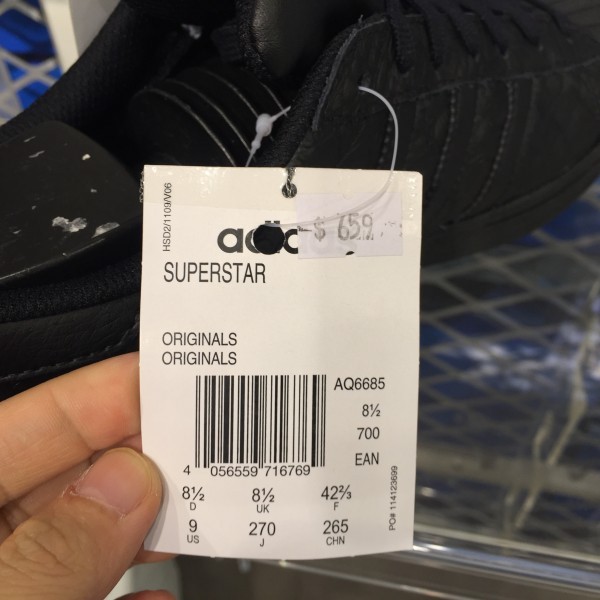 HSD2/1109/V06
$ 659
SUPERSTAR
ORIGINALS
ORIGINALS
AQ6685
8½
700
EAN
4 056559 716769
8½ 8½ 42⅔
D UK F
9 270 265
US J CHN
PO# 114123699